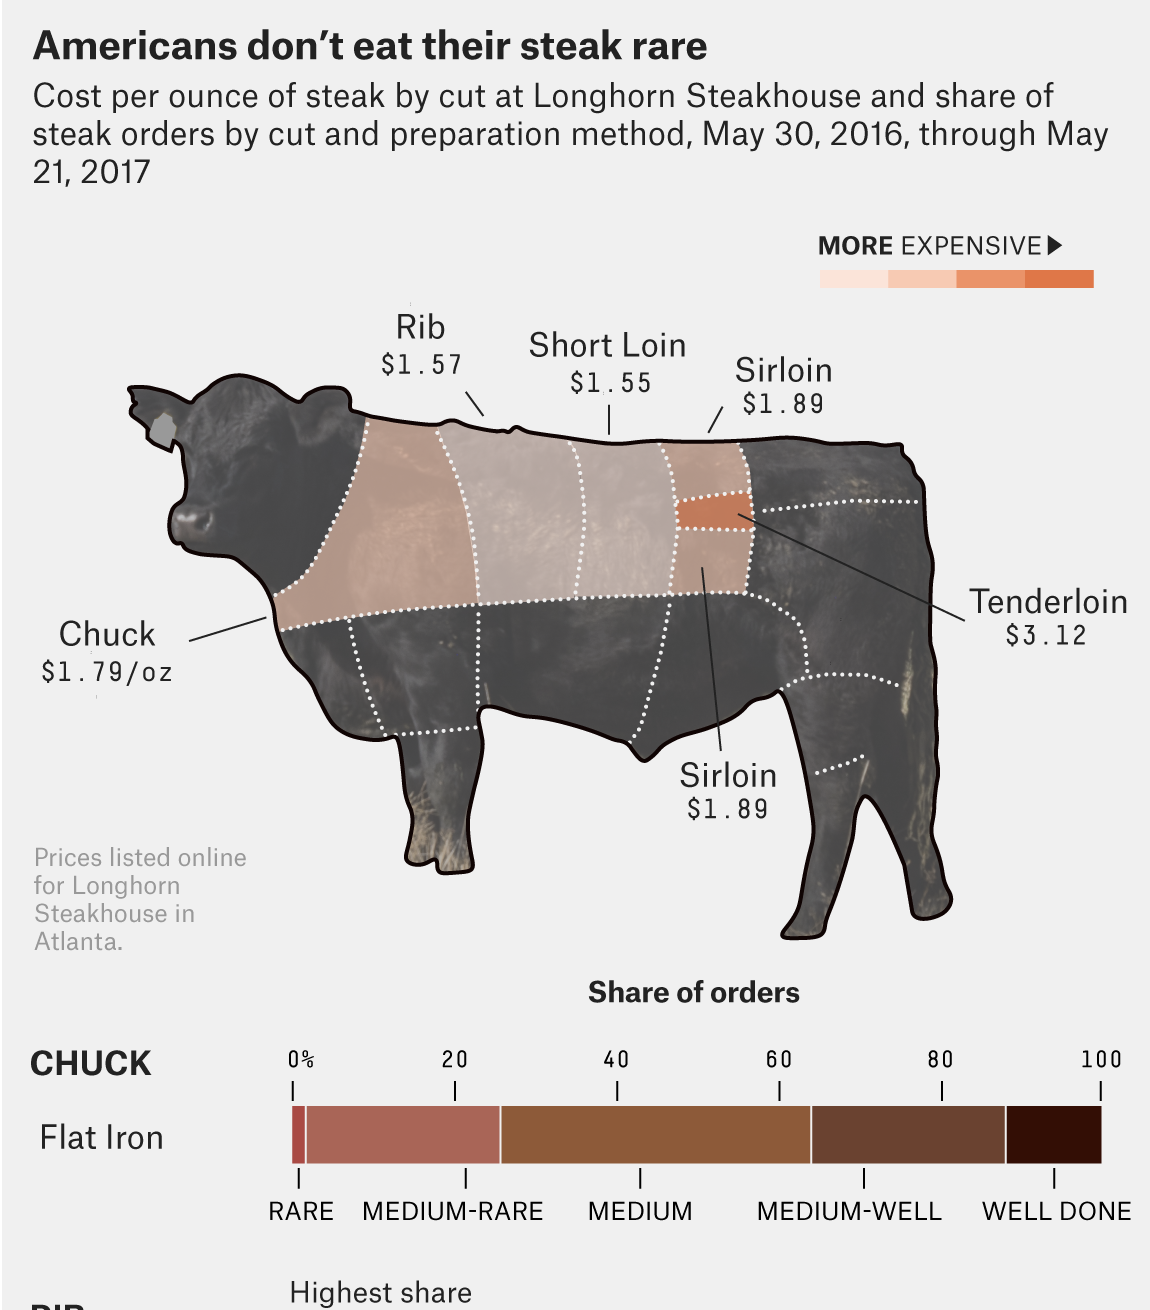 Americans don’t eat their steak rare
Cost per ounce of steak by cut at Longhorn Steakhouse and share of
steak orders by cut and preparation method, May 30, 2016, through May
21, 2017
MORE EXPENSIVE
Rib
$1.57
Short Loin
$1.55
Sirloin
$1.89
Tenderloin
$3.12
Chuck
$1.79/oz
Sirloin
$1.89
Prices listed online
for Longhorn
Steakhouse in
Atlanta.
Share of orders
CHUCK
0% 20 40 60 80 100
Flat Iron
RARE MEDIUM-RARE MEDIUM MEDIUM-WELL WELL DONE
Highest share
RIB